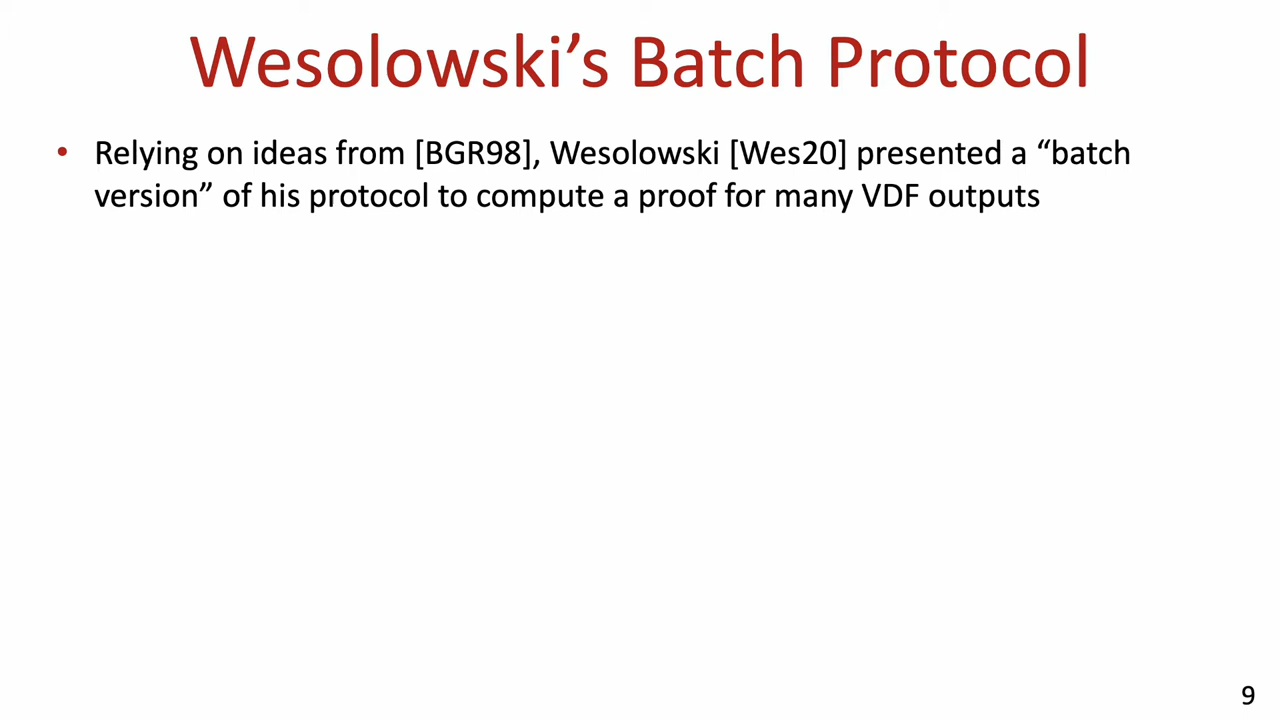 Wesolowski’s Batch Protocol
• Relying on ideas from [BGR98], Wesolowski [Wes20] presented a “batch
version” of his protocol to compute a proof for many VDF outputs
9